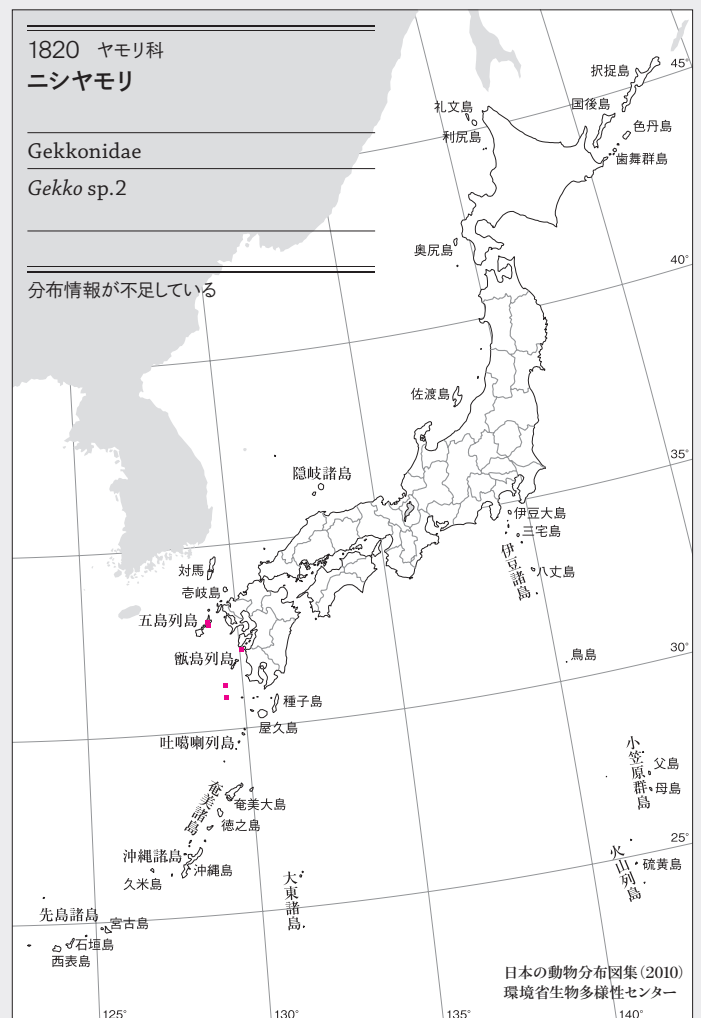 1820 ヤモリ科
ニシヤモリ
Gekkonidae
Gekko sp.2
分布情報が不足している
45°
択捉島
国後島
礼文島
色丹島
利尻島
歯舞群島
奥尻島
40°
佐渡島
35°
隠岐諸島
伊豆大島
三宅島
伊豆諸島
八丈島
対馬
壱岐島
五島列島
甑島列島
鳥島
30°
種子島
屋久島
吐噶喇列島
小笠原群島
父島
母島
奄美諸島
奄美大島
徳之島
25°
沖縄諸島
沖縄島
久米島
火山列島
硫黄島
大東諸島
先島諸島
宮古島
石垣島
西表島
日本の動物分布図集(2010)
環境省生物多様性センター
125°
130°
135°
140°